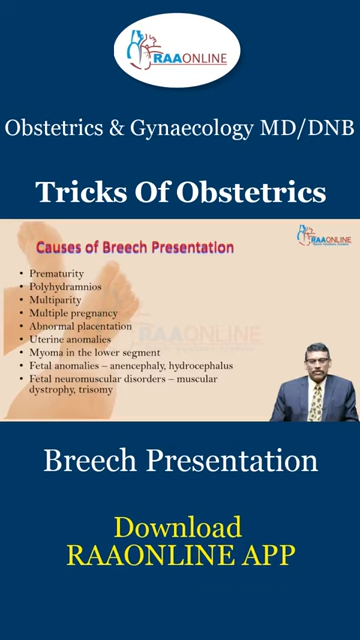 RAAONLINE
Obstetrics & Gynaecology MD/DNB
Tricks Of Obstetrics
RAAONLINE
Causes of Breech Presentation
• Prematurity
• Polyhydramnios
• Multiparity
• Multiple pregnancy
• Abnormal placentation
• Uterine anomalies
• Myoma in the lower segment
• Fetal anomalies – anencephaly, hydrocephalus
• Fetal neuromuscular disorders – muscular
dystrophy, trisomy
RAAONLINE
Breech Presentation
Download
RAAONLINE APP